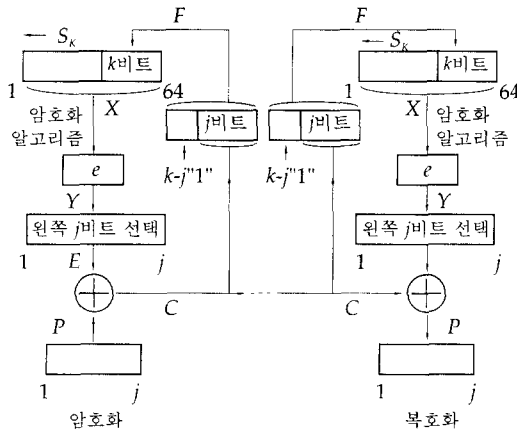 F
S_K
k비트
1
64
X
암호화
알고리즘
j비트
k-j"1"
e
Y
왼쪽 j비트 선택
1
E
j
C
P
1
j
암호화
F
S_K
k비트
1
64
X
암호화
알고리즘
j비트
k-j"1"
e
Y
왼쪽 j비트 선택
1
j
C
P
1
j
복호화